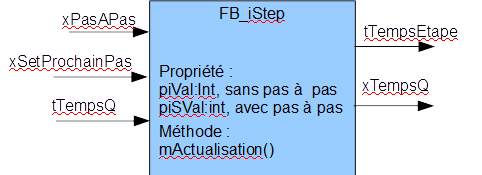 xPasAPas
FB_iStep
tTempsEtape
xSetProchainPas
Propriété :
piVal:Int, sans pas à  pas
xTempsQ
tTempsQ
piSVal:int, avec pas à pas
Méthode :
mActualisation()